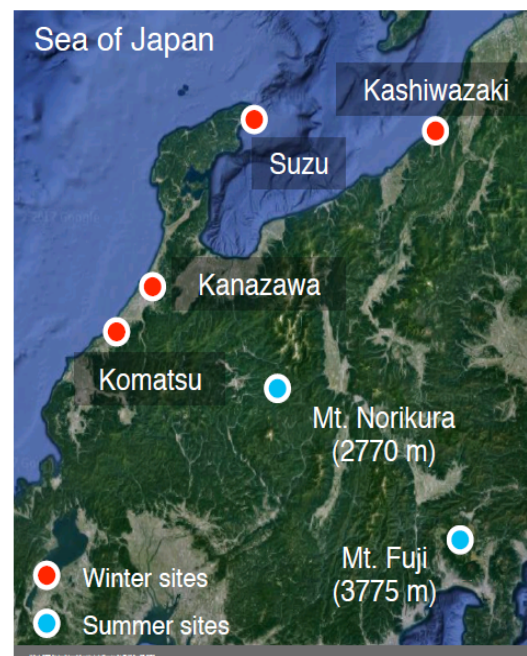 Sea of Japan
Kashiwazaki
Suzu
Kanazawa
Komatsu
Mt. Norikura
(2770 m)
Mt. Fuji
(3775 m)
Winter sites
Summer sites